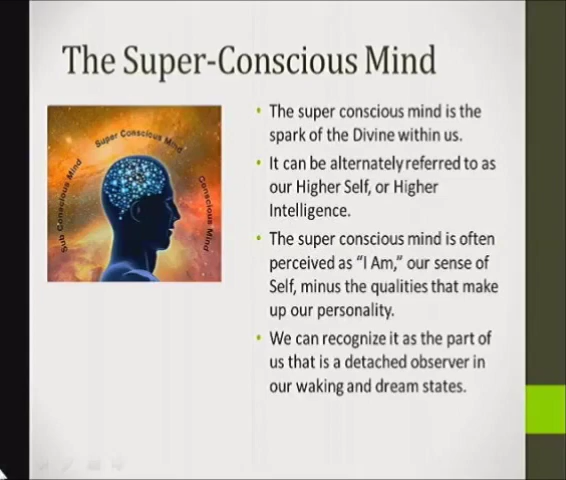 The Super-Conscious Mind
Sub Conscious Mind
Super Conscious Mind
Conscious Mind
• The super conscious mind is the
spark of the Divine within us.
• It can be alternately referred to as
our Higher Self, or Higher
Intelligence.
• The super conscious mind is often
perceived as “I Am,” our sense of
Self, minus the qualities that make
up our personality.
• We can recognize it as the part of
us that is a detached observer in
our waking and dream states.